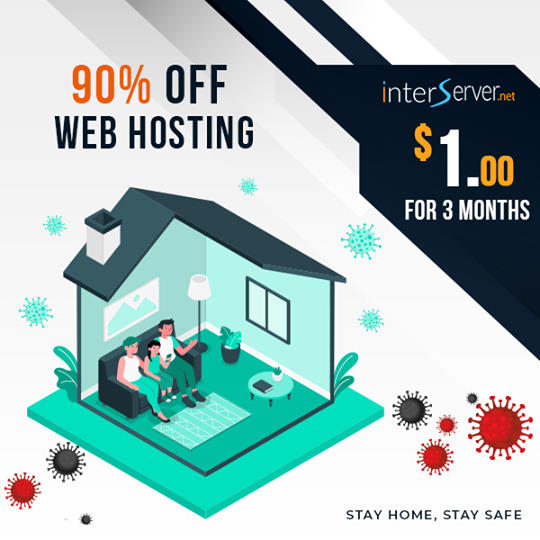 90% OFF
WEB HOSTING
interServer.net
$1.00
FOR 3 MONTHS
STAY HOME, STAY SAFE